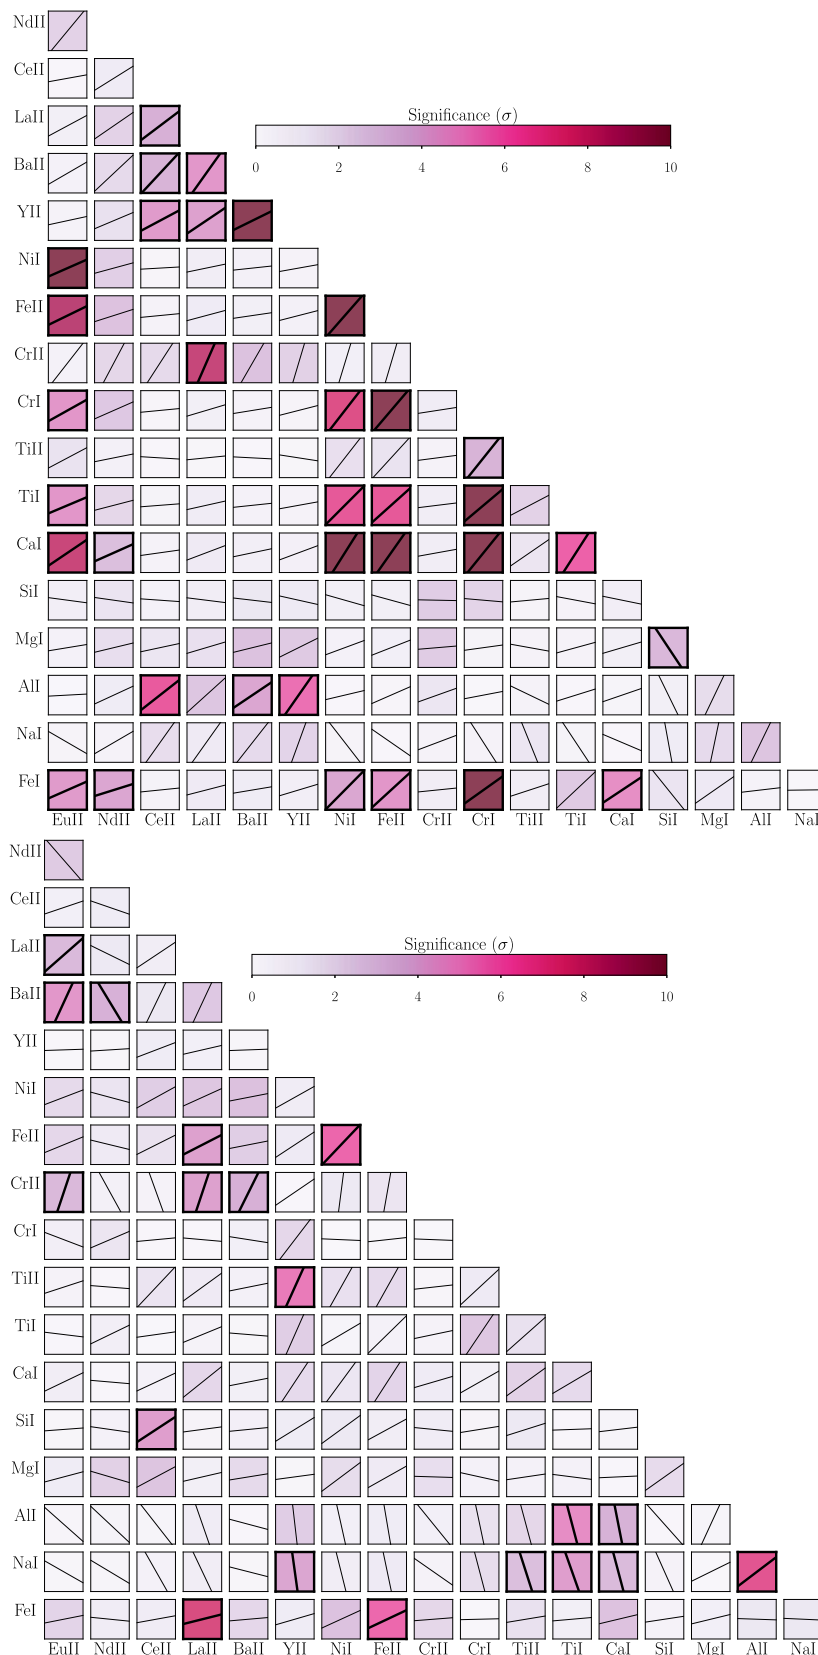 NdII
CeII
LaII
Significance (σ)
0 2 4 6 8 10
BaII
YII
NiI
FeII
CrII
CrI
TiII
TiI
CaI
SiI
MgI
AlI
NaI
FeI
EuII NdII CeII LaII BaII YII NiI FeII CrII CrI TiII TiI CaI SiI MgI AlI NaI
NdII
CeII
LaII
Significance (σ)
0 2 4 6 8 10
BaII
YII
NiI
FeII
CrII
CrI
TiII
TiI
CaI
SiI
MgI
AlI
NaI
FeI
EuII NdII CeII LaII BaII YII NiI FeII CrII CrI TiII TiI CaI SiI MgI AlI NaI